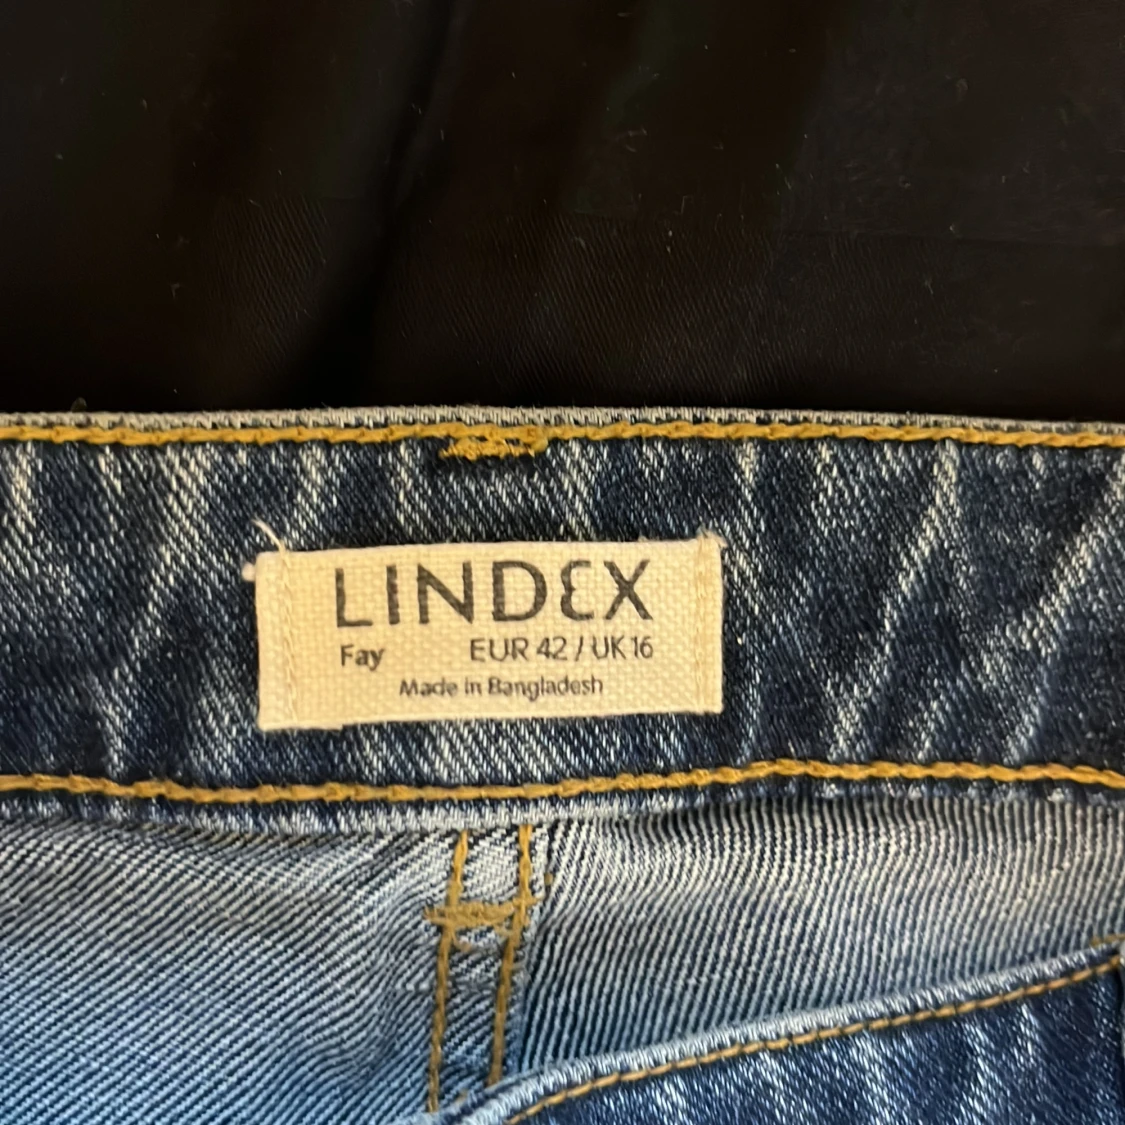 LINDEX
Fay EUR 42 / UK 16
Made in Bangladesh